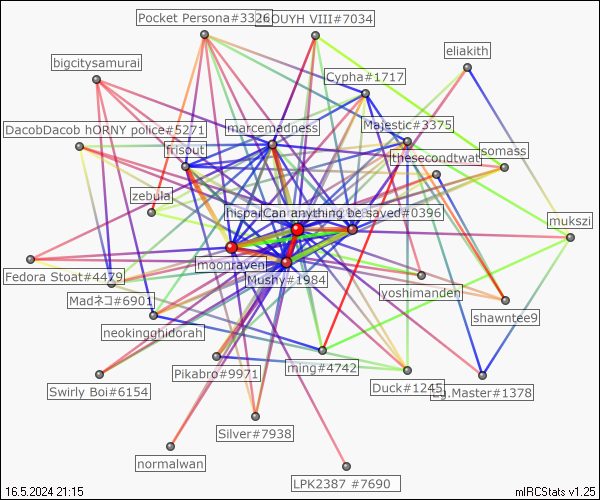 Pocket Persona#3326
OUYH VIII#7034
eliakith
bigcitysamurai
Cypha#1717
DacobDacob hORNY police#5271
marcemadness
Majestic#3375
frisout
thesecondtwat
somass
zebula
hispai
Can anything be saved#0396
mukszi
moonraven
Fedora Stoat#4479
Mushy#1984
Madネコ#6901
yoshimanden
shawntee9
neokingghidorah
Pikabro#9971
ming#4742
Swirly Boi#6154
Duck#1245
g.Master#1378
Silver#7938
normalwan
LPK2387 #7690
16.5.2024 21:15
mIRCStats v1.25